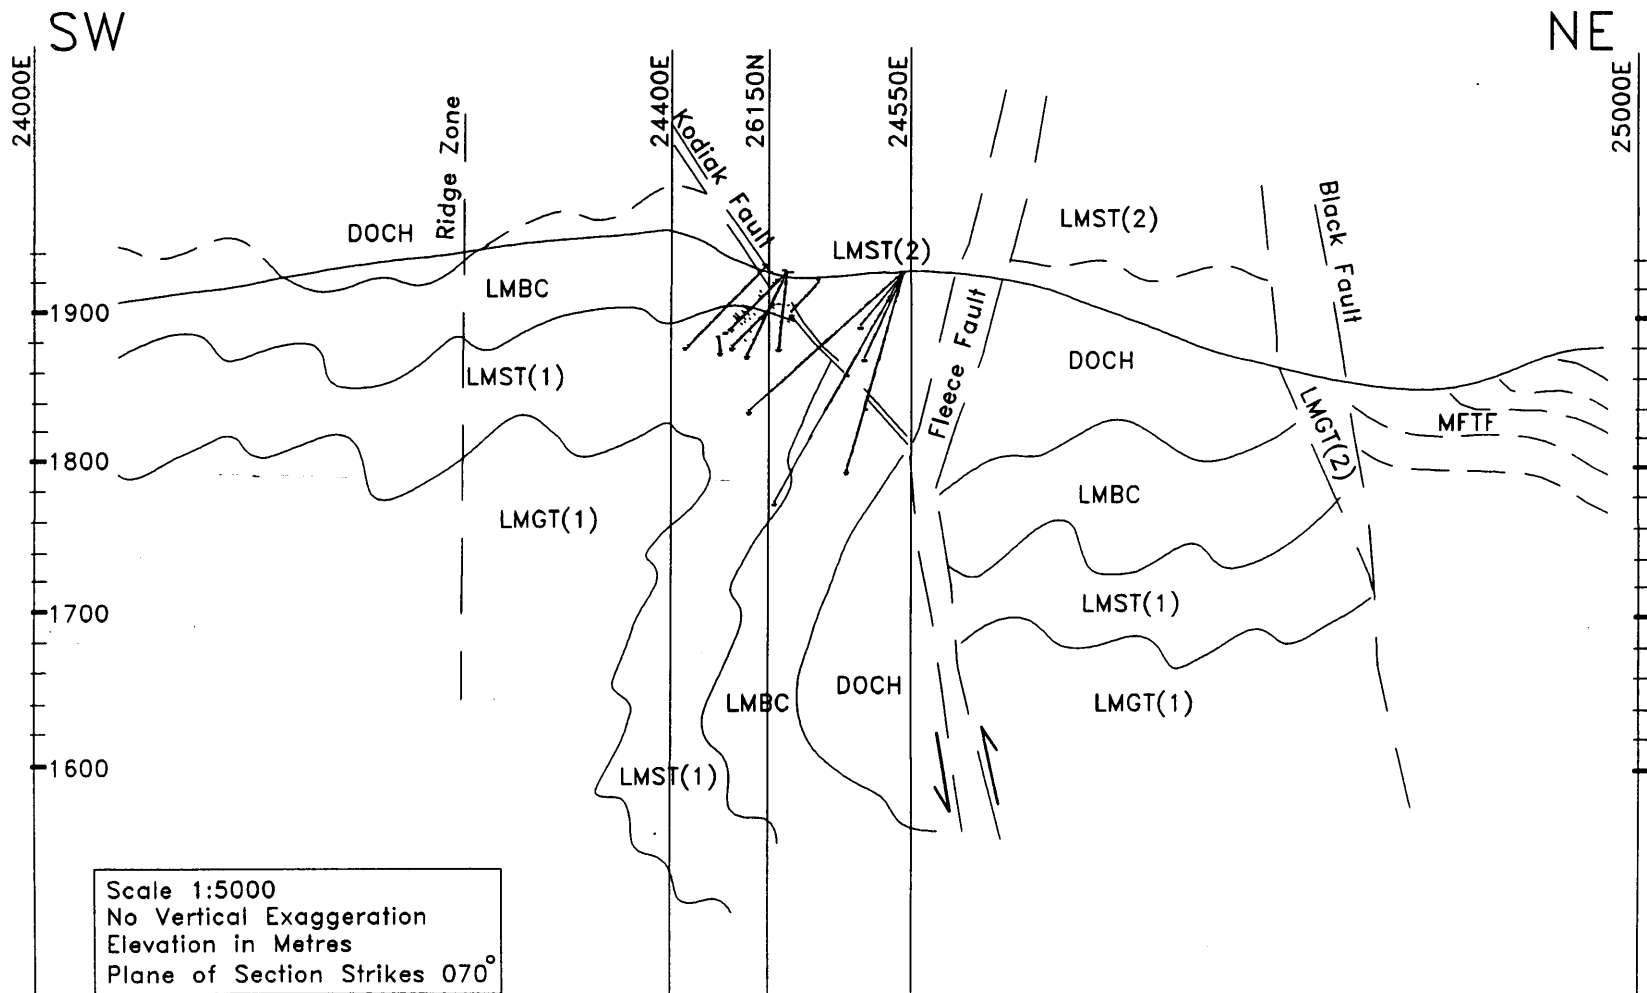 SW
NE
24000E
Ridge Zone
24400E
26150N
24550E
25000E
Kodiak Fault
Black Fault
LMST(2)
DOCH
LMST(2)
LMBC
Fleece Fault
1900
DOCH
LMST(1)
LMGT(2)
MFTF
1800
LMBC
LMGT(1)
1700
LMST(1)
DOCH
LMBC
LMGT(1)
1600
LMST(1)
Scale 1:5000
No Vertical Exaggeration
Elevation in Metres
Plane of Section Strikes 070°